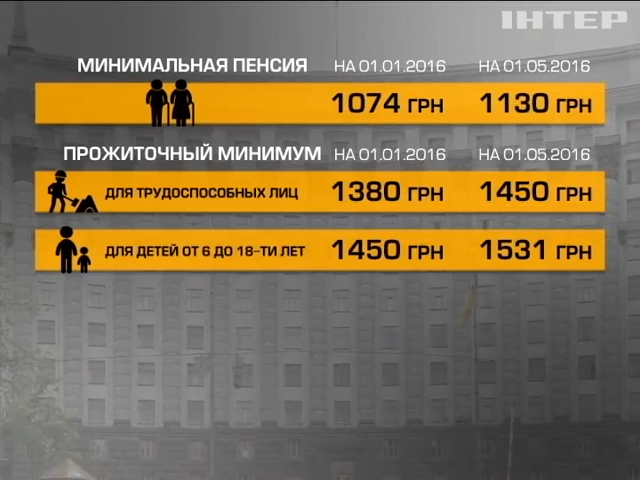 ІНТЕР
МИНИМАЛЬНАЯ ПЕНСИЯ НА 01.01.2016 НА 01.05.2016
1074 ГРН 1130 ГРН
ПРОЖИТОЧНЫЙ МИНИМУМ НА 01.01.2016 НА 01.05.2016
ДЛЯ ТРУДОСПОСОБНЫХ ЛИЦ 1380 ГРН 1450 ГРН
ДЛЯ ДЕТЕЙ ОТ 6 ДО 18-ТИ ЛЕТ 1450 ГРН 1531 ГРН